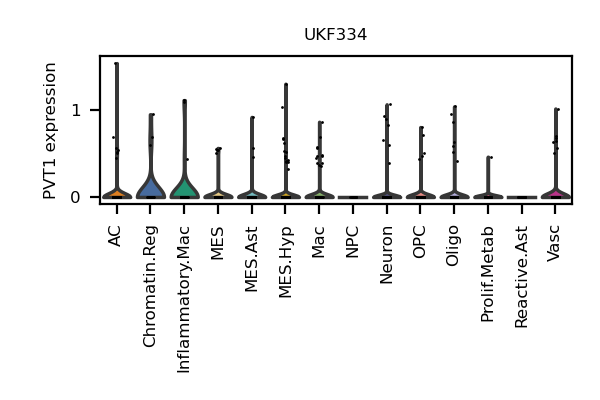 UKF334
PVT1 expression
1
0
AC
Chromatin.Reg
Inflammatory.Mac
MES
MES.Ast
MES.Hyp
Mac
NPC
Neuron
OPC
Oligo
Prolif.Metab
Reactive.Ast
Vasc